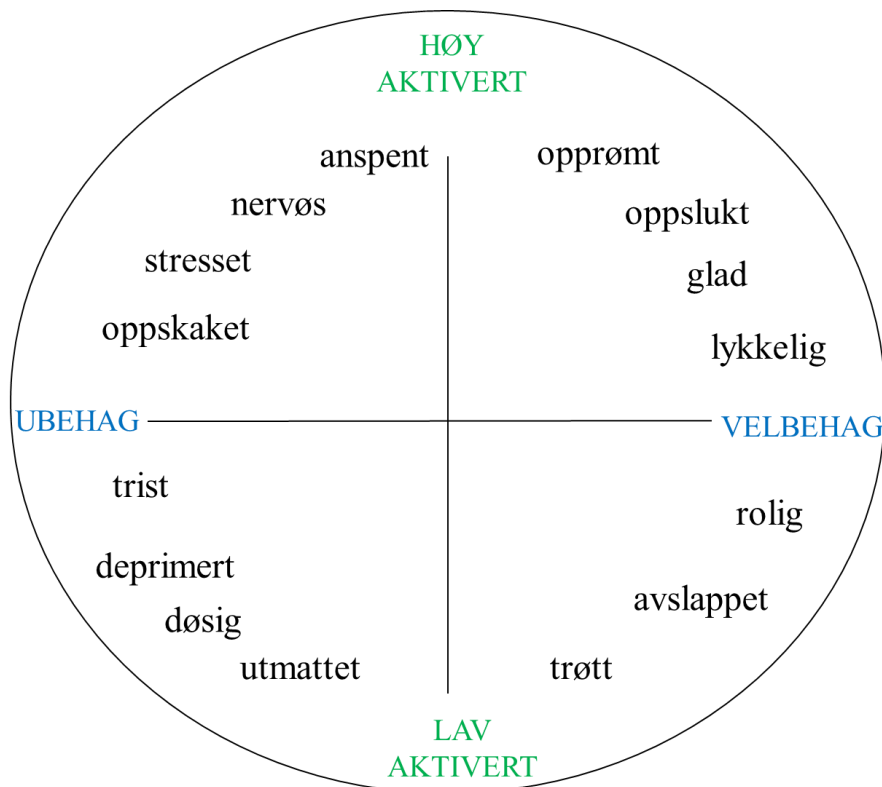 HØY
AKTIVERT
anspent
opprømt
nervøs
oppslukt
stresset
glad
oppskaket
lykkelig
UBEHAG
VELBEHAG
trist
rolig
deprimert
avslappet
døsig
utmattet
trøtt
LAV
AKTIVERT